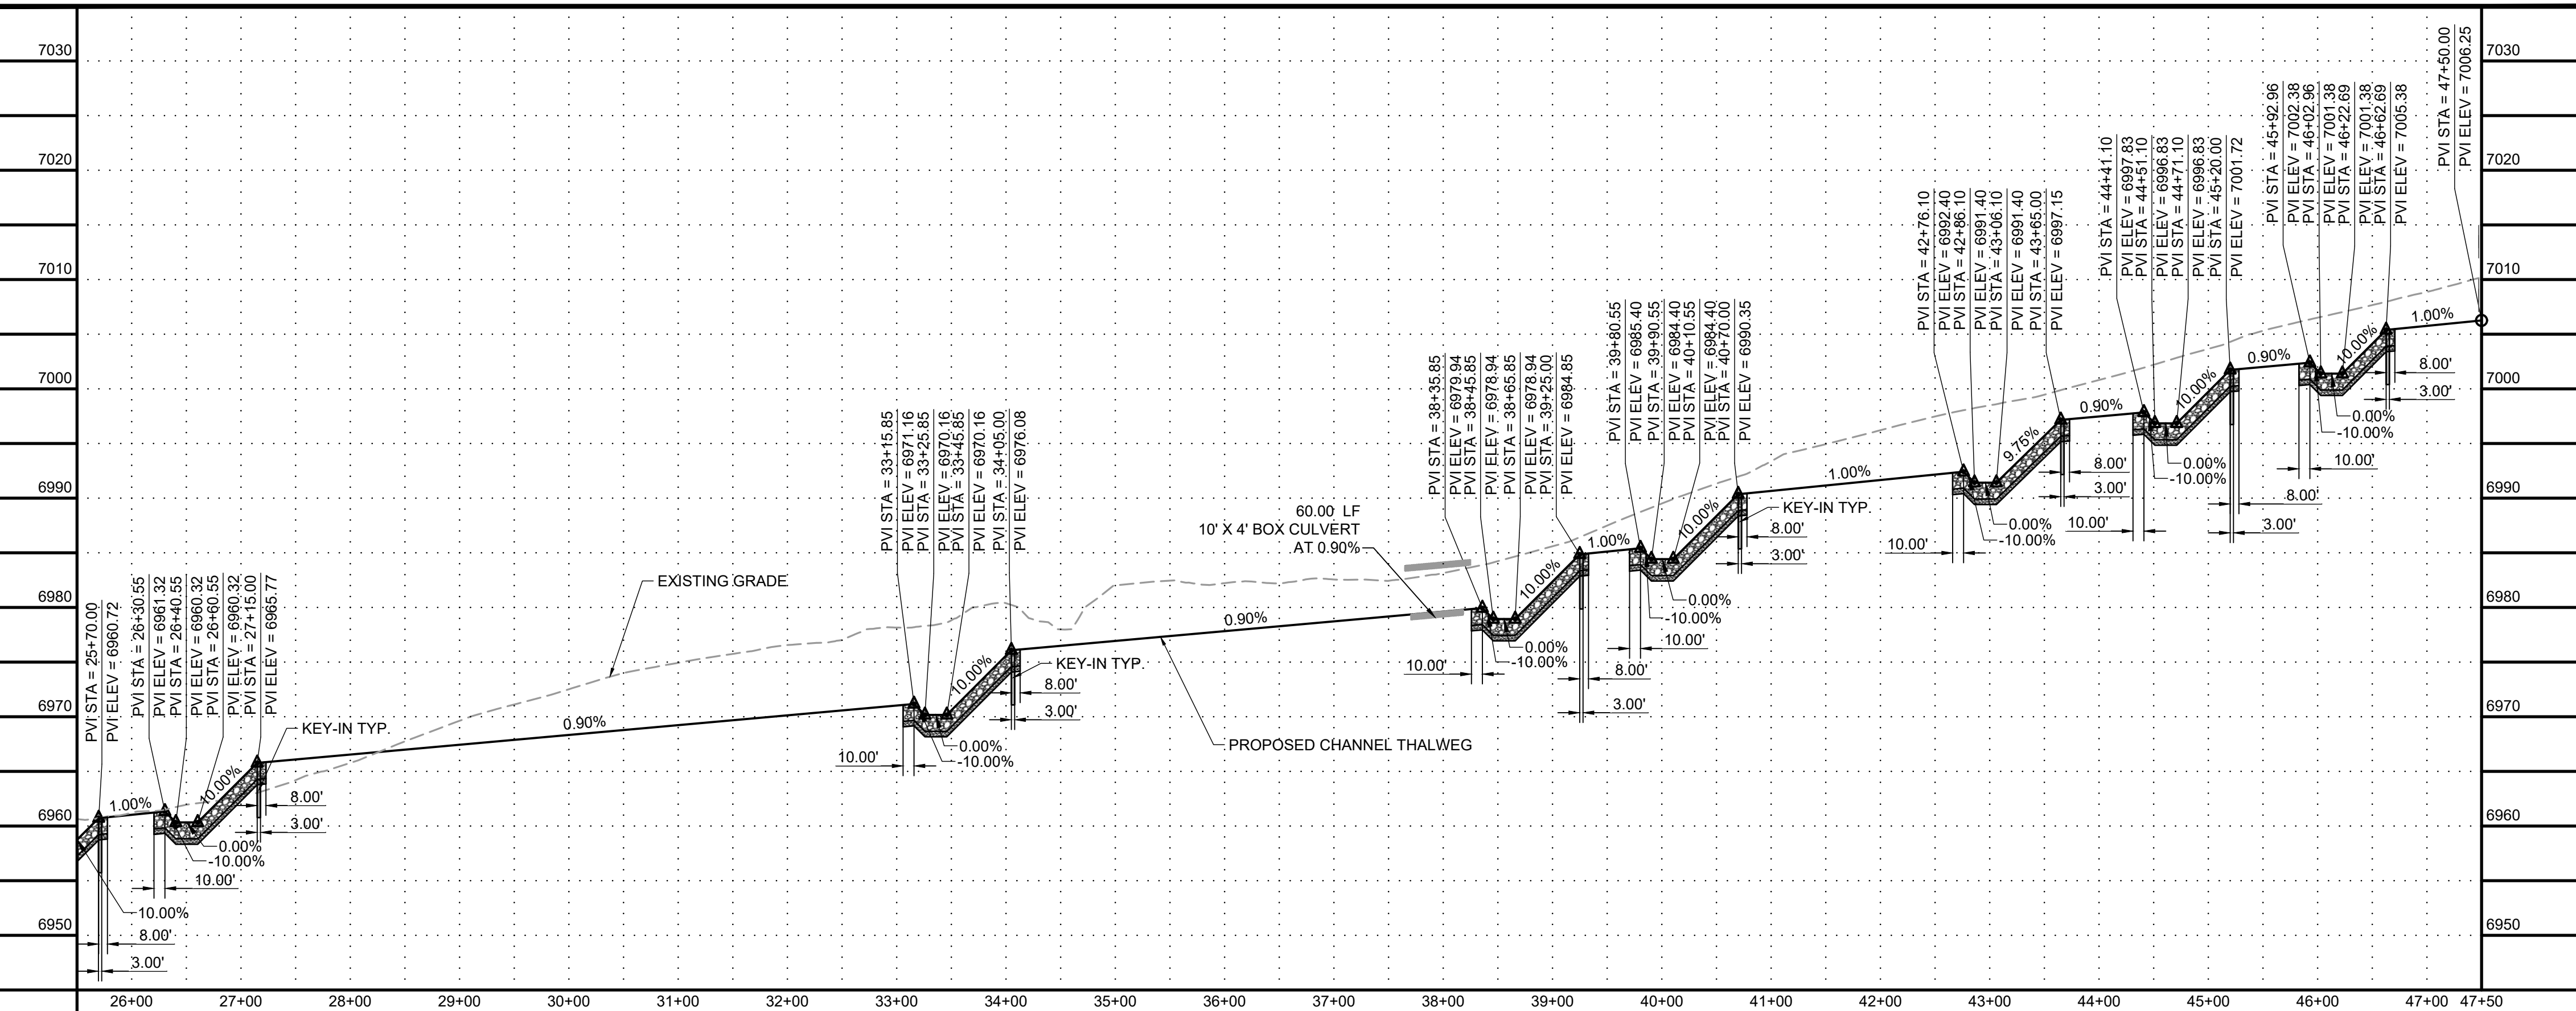 7030
7020
7010
7000
6990
6980
6970
6960
6950
PVI STA = 25+70.00
PVI ELEV = 6960.72
1.00%
PVI STA = 26+30.55
PVI ELEV = 6961.32
PVI STA = 26+40.55
PVI ELEV = 6960.32
PVI STA = 26+60.55
PVI ELEV = 6960.32
PVI STA = 27+15.00
PVI ELEV = 6965.77
10.00%
KEY-IN TYP.
8.00'
3.00'
0.00%
-10.00%
10.00'
10.00%
8.00'
3.00'
EXISTING GRADE
0.90%
PVI STA = 33+15.85
PVI ELEV = 6971.16
PVI STA = 33+25.85
PVI ELEV = 6970.16
PVI STA = 33+45.85
PVI ELEV = 6970.16
PVI STA = 34+05.00
PVI ELEV = 6976.08
10.00%
KEY-IN TYP.
8.00'
3.00'
0.00%
-10.00%
10.00'
PROPOSED CHANNEL THALWEG
0.90%
60.00 LF
10' X 4' BOX CULVERT
AT 0.90%
PVI STA = 38+35.85
PVI ELEV = 6979.94
PVI STA = 38+45.85
PVI ELEV = 6978.94
PVI STA = 38+65.85
PVI ELEV = 6978.94
PVI STA = 39+25.00
PVI ELEV = 6984.85
10.00%
0.00%
-10.00%
10.00'
8.00'
3.00'
1.00%
PVI STA = 39+80.55
PVI ELEV = 6985.40
PVI STA = 39+90.55
PVI ELEV = 6984.40
PVI STA = 40+10.55
PVI ELEV = 6984.40
PVI STA = 40+70.00
PVI ELEV = 6990.35
10.00%
KEY-IN TYP.
8.00'
3.00'
0.00%
-10.00%
10.00'
1.00%
PVI STA = 42+76.10
PVI ELEV = 6992.40
PVI STA = 42+86.10
PVI ELEV = 6991.40
PVI STA = 43+06.10
PVI ELEV = 6991.40
PVI STA = 43+65.00
PVI ELEV = 6997.15
9.75%
8.00'
3.00'
0.00%
-10.00%
10.00'
0.90%
PVI STA = 44+41.10
PVI ELEV = 6997.83
PVI STA = 44+51.10
PVI ELEV = 6996.83
PVI STA = 44+71.10
PVI ELEV = 6996.83
PVI STA = 45+20.00
PVI ELEV = 7001.72
10.00%
0.00%
-10.00%
10.00'
8.00'
3.00'
0.90%
PVI STA = 45+92.96
PVI ELEV = 7002.38
PVI STA = 46+02.96
PVI ELEV = 7001.38
PVI STA = 46+22.69
PVI ELEV = 7001.38
PVI STA = 46+62.69
PVI ELEV = 7005.38
10.00%
8.00'
3.00'
0.00%
-10.00%
10.00'
1.00%
PVI STA = 47+50.00
PVI ELEV = 7006.25
7030
7020
7010
7000
6990
6980
6970
6960
6950
26+00 27+00 28+00 29+00 30+00 31+00 32+00 33+00 34+00 35+00 36+00 37+00 38+00 39+00 40+00 41+00 42+00 43+00 44+00 45+00 46+00 47+00 47+50